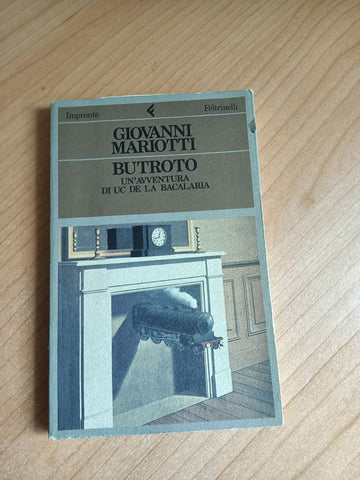 Impronte Feltrinelli
GIOVANNI
MARIOTTI
BUTROTO
UN'AVVENTURA
DI UC DE LA BACALARIA